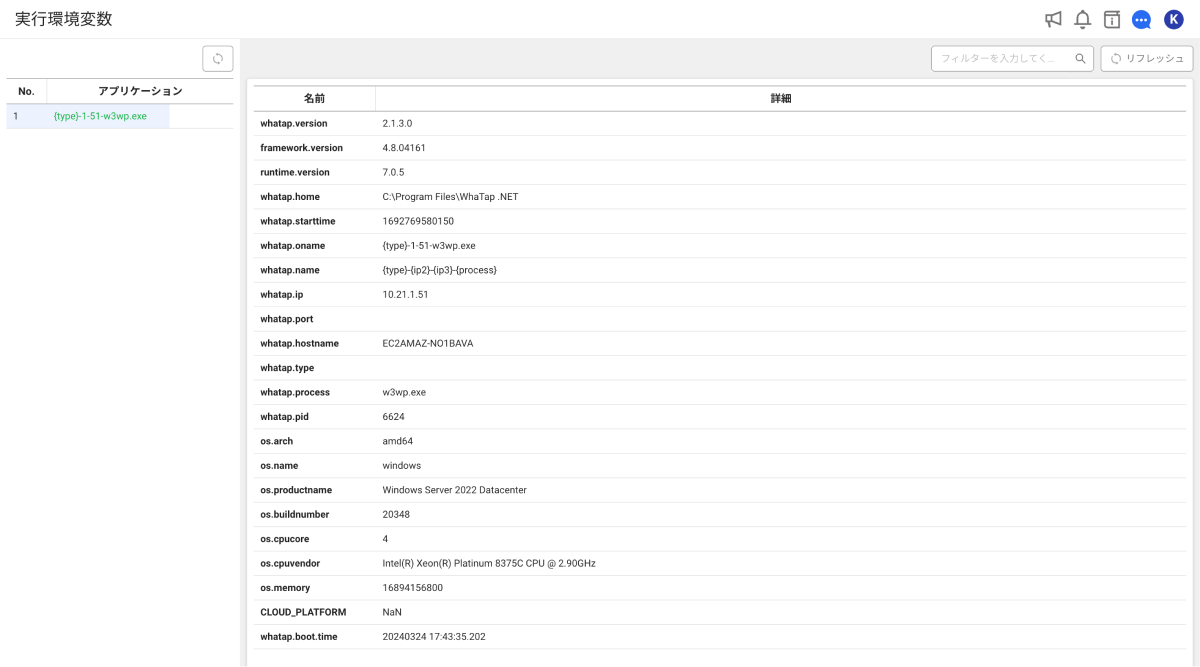 実行環境変数
K
フィルターを入力してく...
リフレッシュ
No. アプリケーション
1 {type}-1-51-w3wp.exe
名前 詳細
whatap.version 2.1.3.0
framework.version 4.8.04161
runtime.version 7.0.5
whatap.home C:\Program Files\WhaTap .NET
whatap.starttime 1692769580150
whatap.oname {type}-1-51-w3wp.exe
whatap.name {type}-{ip2}-{ip3}-{process}
whatap.ip 10.21.1.51
whatap.port
whatap.hostname EC2AMAZ-NO1BAVA
whatap.type
whatap.process w3wp.exe
whatap.pid 6624
os.arch amd64
os.name windows
os.productname Windows Server 2022 Datacenter
os.buildnumber 20348
os.cpucore 4
os.cpuvendor Intel(R) Xeon(R) Platinum 8375C CPU @ 2.90GHz
os.memory 16894156800
CLOUD_PLATFORM NaN
whatap.boot.time 20240324 17:43:35.202